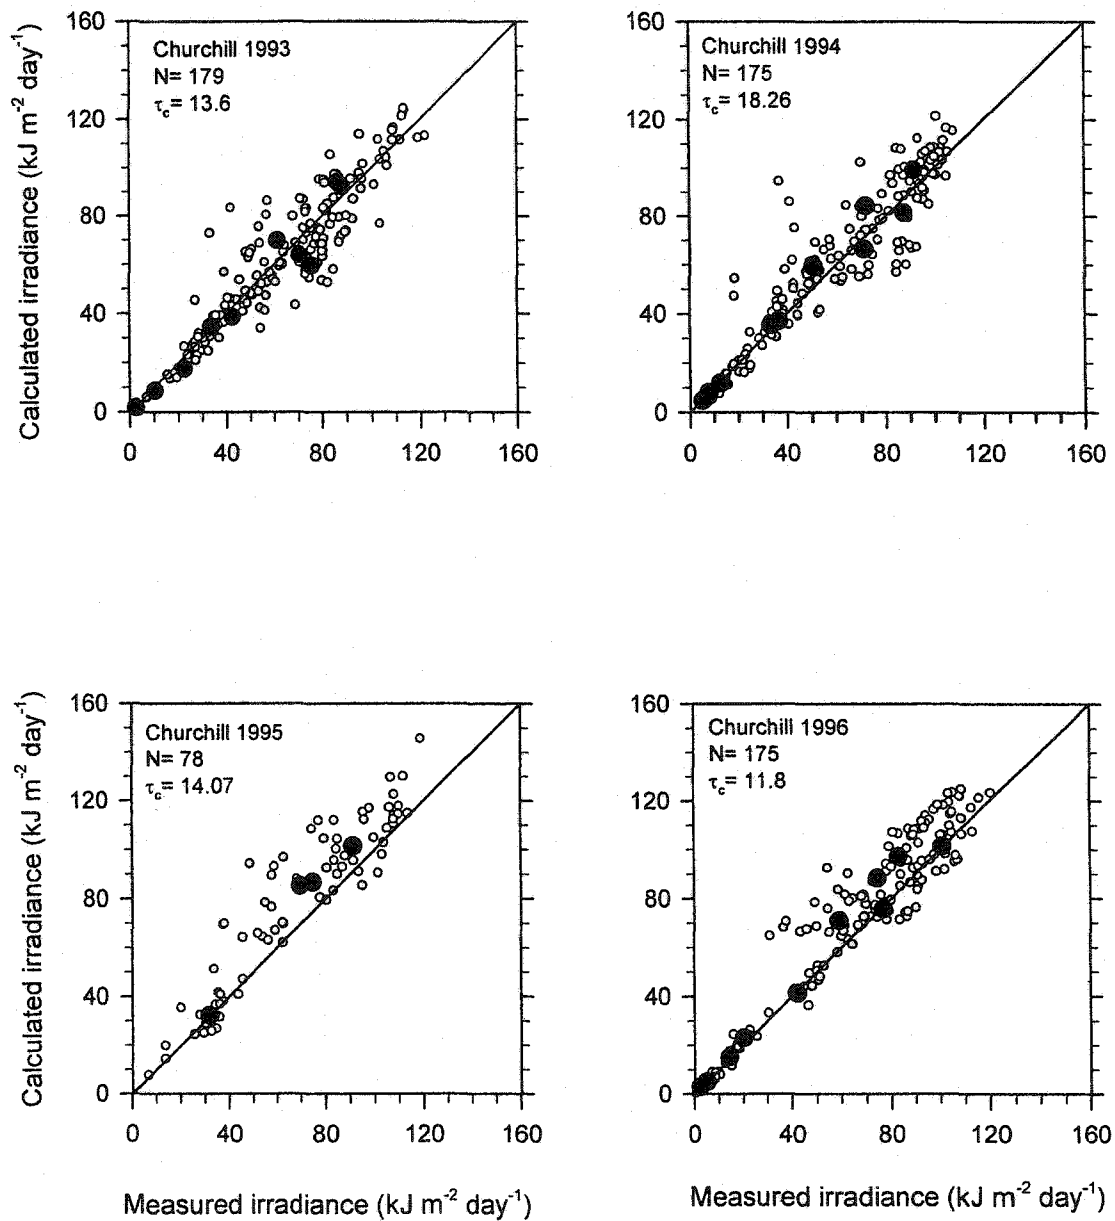 Churchill 1993
N= 179
τc= 13.6
160
120
80
40
0
0 40 80 120 160
Calculated irradiance (kJ m-2 day-1)
Churchill 1994
N= 175
τc= 18.26
160
120
80
40
0
0 40 80 120 160
Churchill 1995
N= 78
τc= 14.07
160
120
80
40
0
0 40 80 120 160
Calculated irradiance (kJ m-2 day-1)
Measured irradiance (kJ m-2 day-1)
Churchill 1996
N= 175
τc= 11.8
160
120
80
40
0
0 40 80 120 160
Measured irradiance (kJ m-2 day-1)